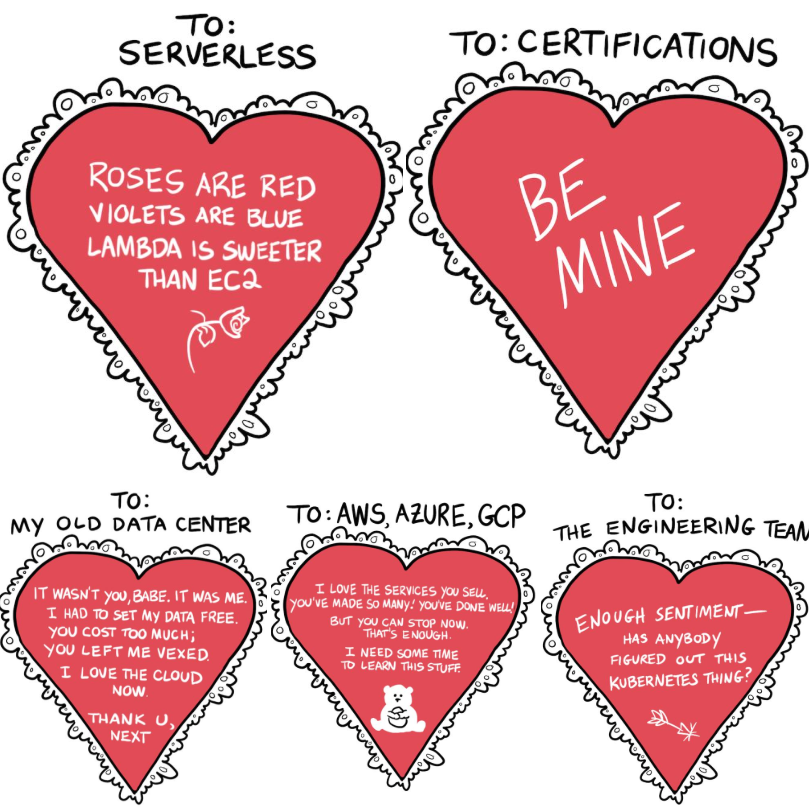 TO:
SERVERLESS
ROSES ARE RED
VIOLETS ARE BLUE
LAMBDA IS SWEETER
THAN EC2
TO: CERTIFICATIONS
BE
MINE
TO:
MY OLD DATA CENTER
IT WASN'T YOU, BABE. IT WAS ME.
I HAD TO SET MY DATA FREE.
YOU COST TOO MUCH;
YOU LEFT ME VEXED.
I LOVE THE CLOUD
NOW.
THANK U,
NEXT
TO: AWS, AZURE, GCP
I LOVE THE SERVICES YOU SELL.
YOU'VE MADE SO MANY! YOU'VE DONE WELL!
BUT YOU CAN STOP NOW.
THAT'S ENOUGH.
I NEED SOME TIME
TO LEARN THIS STUFF.
TO:
THE ENGINEERING TEAM
ENOUGH SENTIMENT—
HAS ANYBODY
FIGURED OUT THIS
KUBERNETES THING?